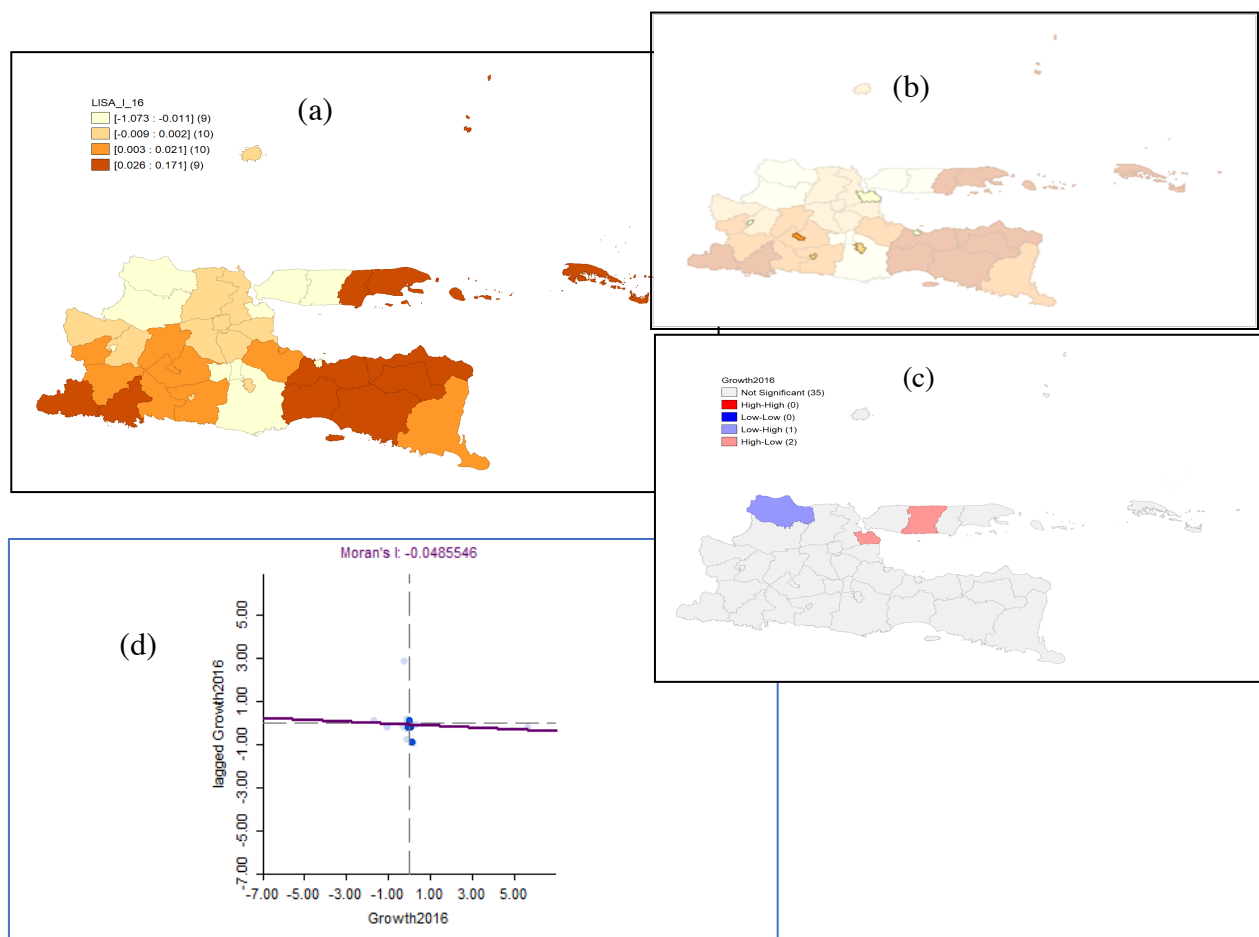 (a)
LISA_I_16
[-1.073 : -0.011] (9)
[-0.009 : 0.002] (10)
[0.003 : 0.021] (10)
[0.026 : 0.171] (9)
(b)
(c)
Growth2016
Not Significant (35)
High-High (0)
Low-Low (0)
Low-High (1)
High-Low (2)
(d)
Moran's I: -0.0485546
lagged Growth2016
5.00
3.00
1.00
-1.00
-3.00
-5.00
-7.00
-7.00 -5.00 -3.00 -1.00 1.00 3.00 5.00
Growth2016